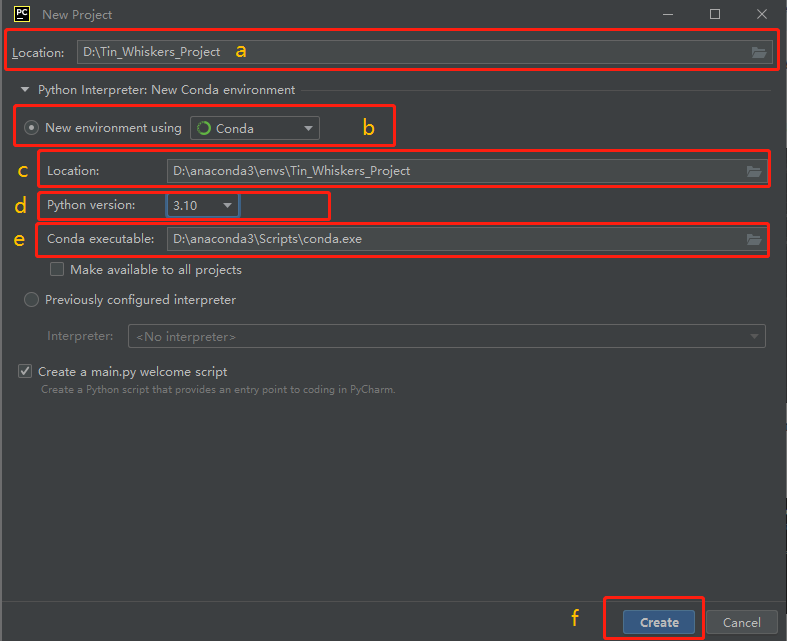 PC New Project
Location: D:\Tin_Whiskers_Project a
Python Interpreter: New Conda environment
New environment using Conda b
c Location: D:\anaconda3\envs\Tin_Whiskers_Project
d Python version: 3.10
e Conda executable: D:\anaconda3\Scripts\conda.exe
Make available to all projects
Previously configured interpreter
Interpreter: <No interpreter>
Create a main.py welcome script
Create a Python script that provides an entry point to coding in PyCharm.
f Create Cancel